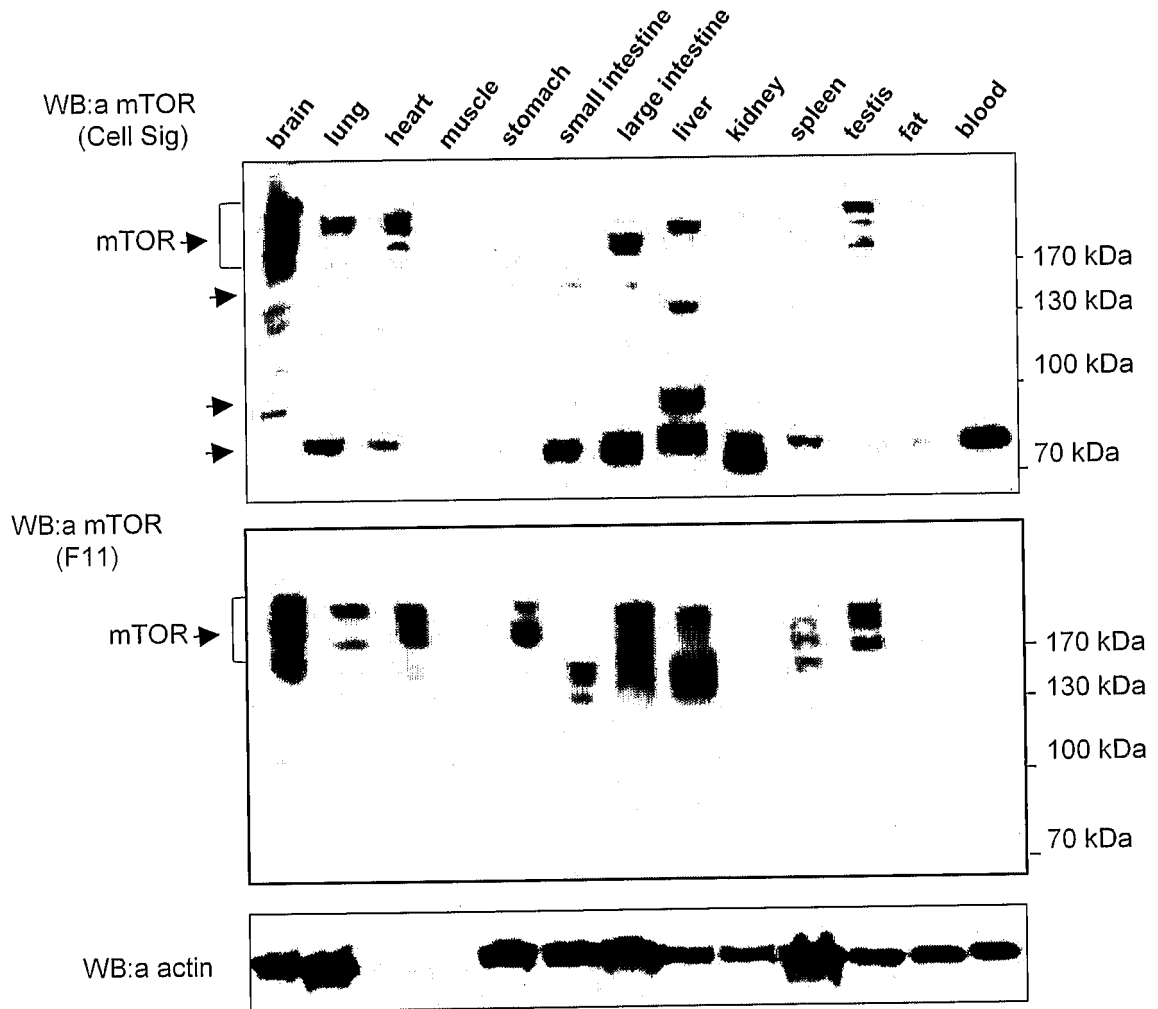 WB:a mTOR
(Cell Sig)
brain
lung
heart
muscle
stomach
small intestine
large intestine
liver
kidney
spleen
testis
fat
blood
mTOR
170 kDa
130 kDa
100 kDa
70 kDa
WB:a mTOR
(F11)
mTOR
170 kDa
130 kDa
100 kDa
70 kDa
WB:a actin